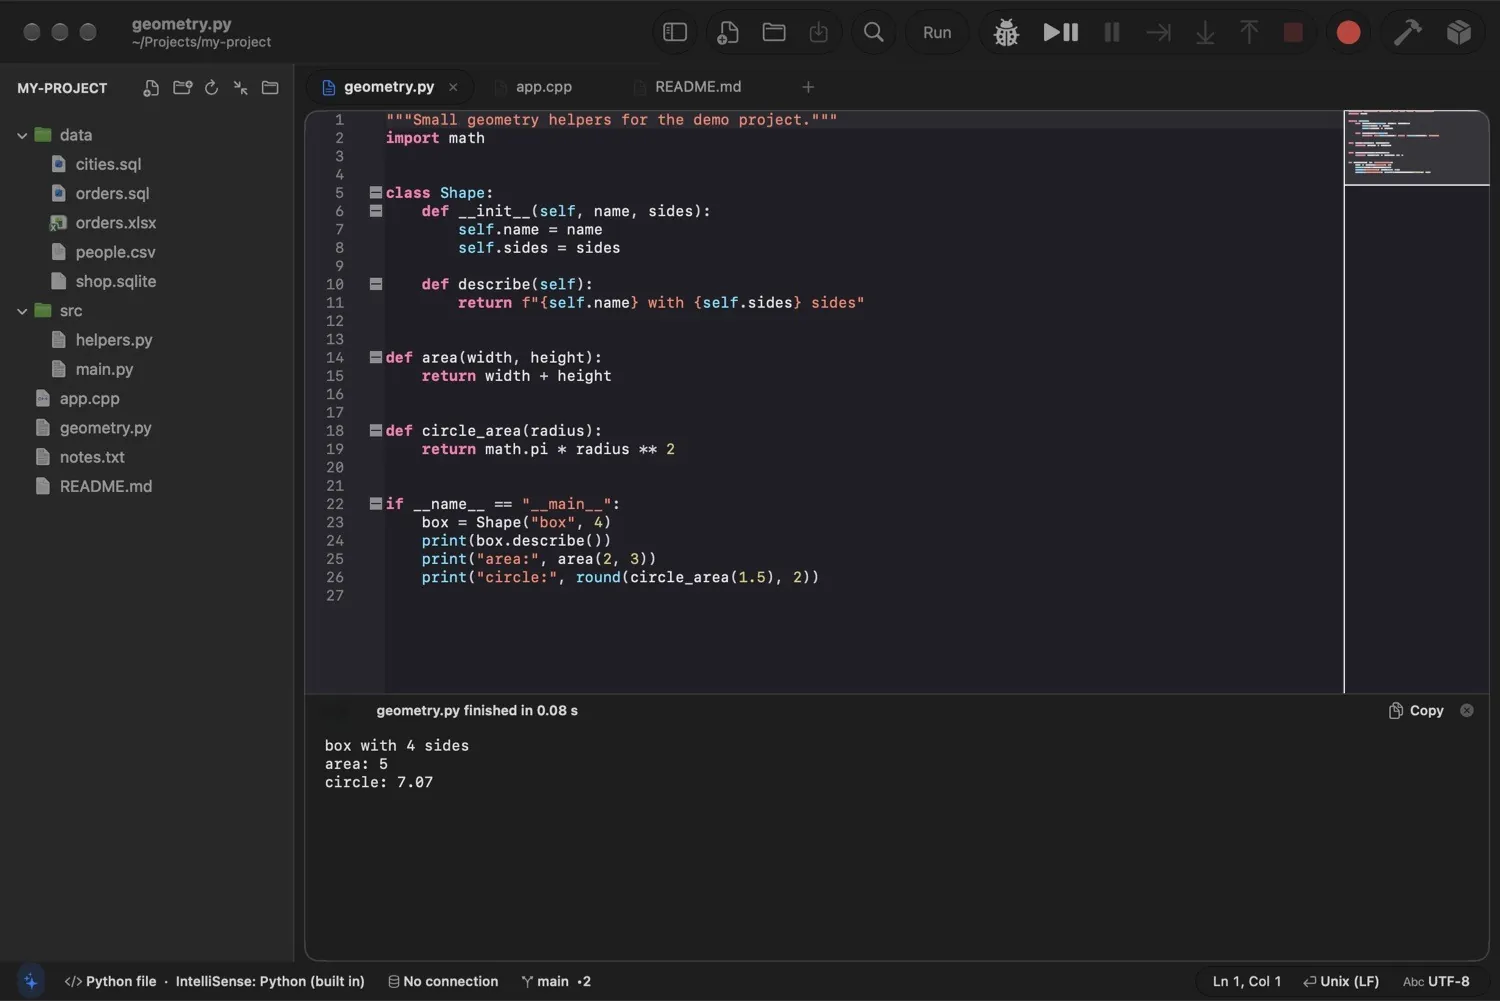 geometry.py
~/Projects/my-project
Run
MY-PROJECT
data
cities.sql
orders.sql
orders.xlsx
people.csv
shop.sqlite
src
helpers.py
main.py
app.cpp
geometry.py
notes.txt
README.md
geometry.py
app.cpp
README.md
1 """Small geometry helpers for the demo project."""
2 import math
3
4
5 class Shape:
6     def __init__(self, name, sides):
7         self.name = name
8         self.sides = sides
9
10     def describe(self):
11         return f"{self.name} with {self.sides} sides"
12
13
14 def area(width, height):
15     return width + height
16
17
18 def circle_area(radius):
19     return math.pi * radius ** 2
20
21
22 if __name__ == "__main__":
23     box = Shape("box", 4)
24     print(box.describe())
25     print("area:", area(2, 3))
26     print("circle:", round(circle_area(1.5), 2))
27
geometry.py finished in 0.08 s
Copy
box with 4 sides
area: 5
circle: 7.07
</> Python file · IntelliSense: Python (built in) No connection main •2 Ln 1, Col 1 Unix (LF) Abc UTF-8